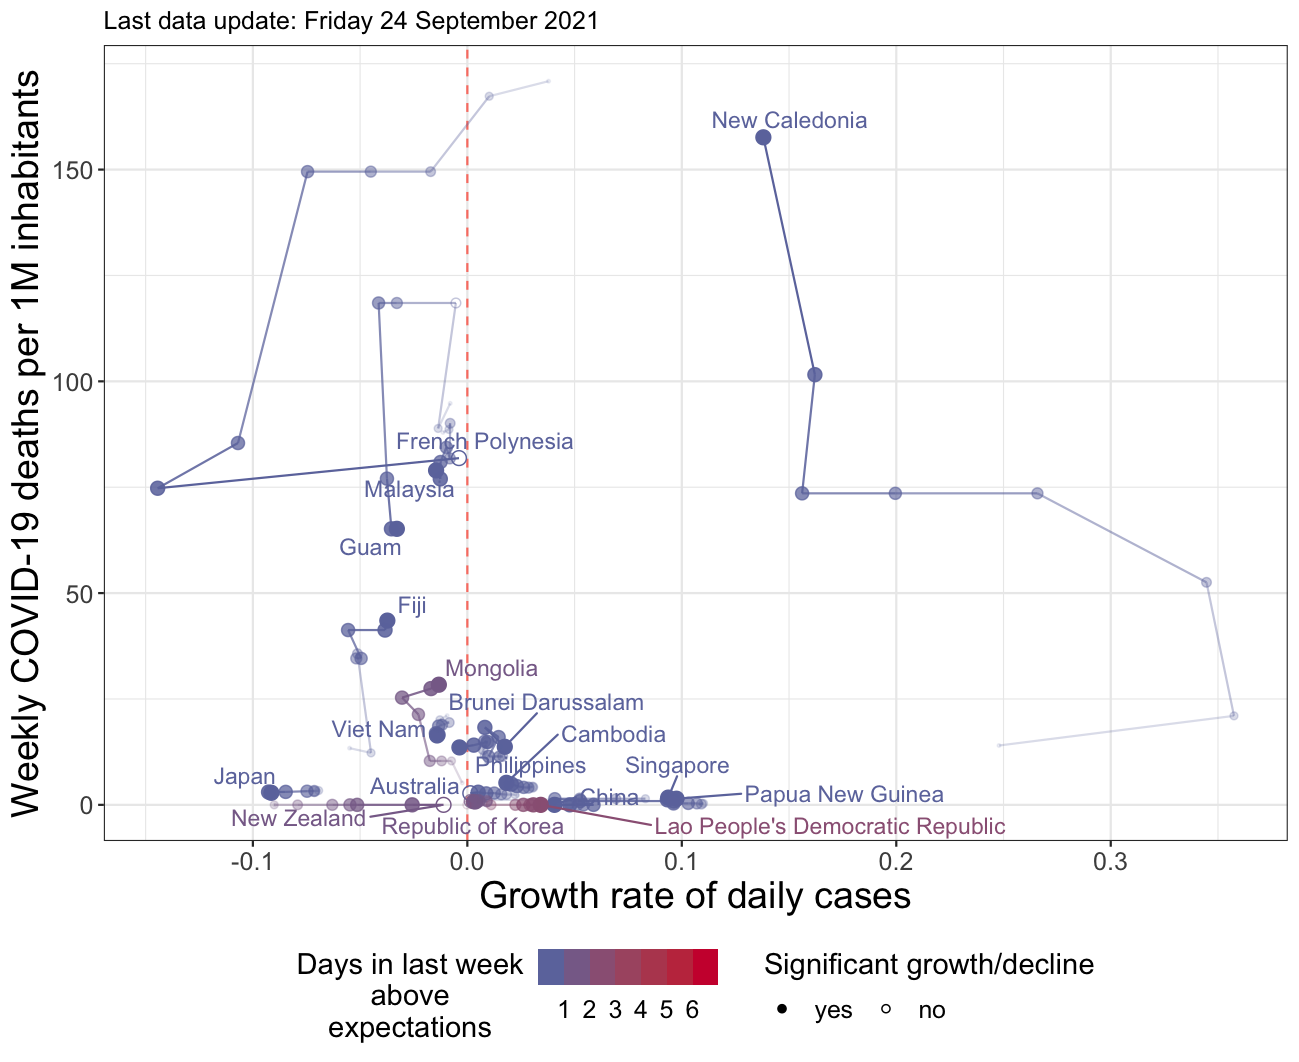 Last data update: Friday 24 September 2021
Weekly COVID-19 deaths per 1M inhabitants
150
100
50
0
New Caledonia
French Polynesia
Malaysia
Guam
Fiji
Mongolia
Brunei Darussalam
Viet Nam
Cambodia
Philippines
Singapore
Japan
Australia
China
Papua New Guinea
New Zealand
Republic of Korea
Lao People's Democratic Republic
-0.1
0.0
0.1
0.2
0.3
Growth rate of daily cases
Days in last week
above
expectations
1 2 3 4 5 6
Significant growth/decline
yes
no